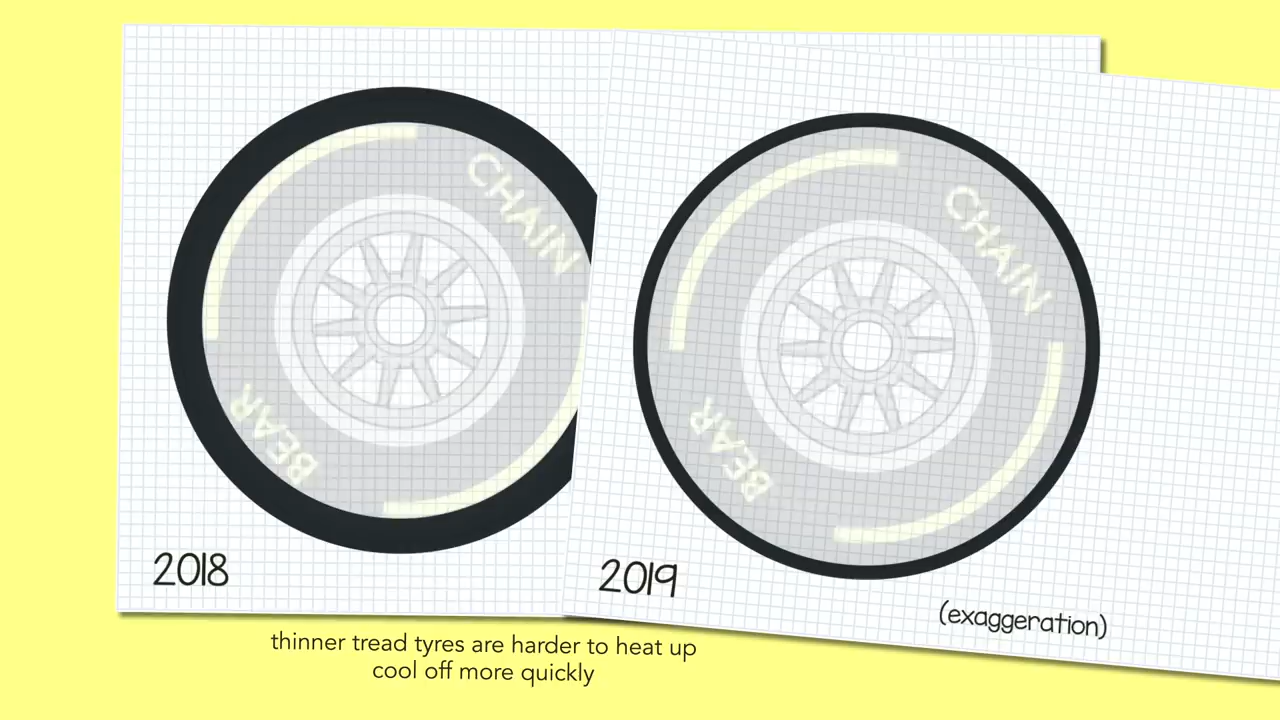 CHAIN
BEAR
2018
CHAIN
BEAR
2019
(exaggeration)
thinner tread tyres are harder to heat up
cool off more quickly